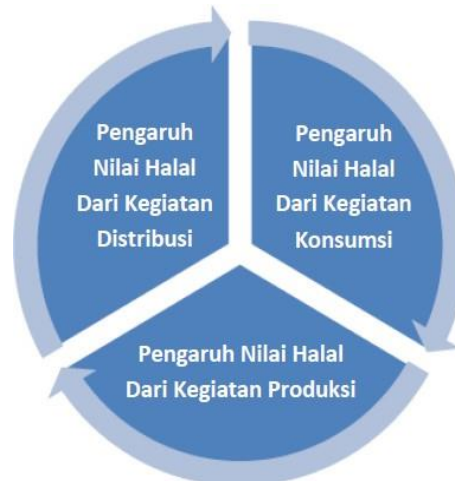 Pengaruh
Nilai Halal
Dari Kegiatan
Distribusi
Pengaruh
Nilai Halal
Dari Kegiatan
Konsumsi
Pengaruh Nilai Halal
Dari Kegiatan Produksi